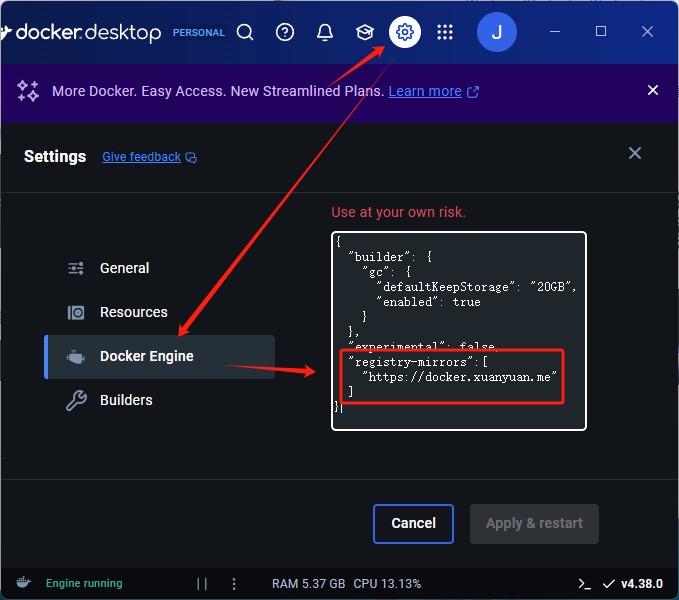 docker.desktop PERSONAL J
More Docker. Easy Access. New Streamlined Plans. Learn more
Settings Give feedback
Use at your own risk.
General
Resources
Docker Engine
Builders
{
"builder": {
"gc": {
"defaultKeepStorage": "20GB",
"enabled": true
}
},
"experimental": false,
"registry-mirrors":[
"https://docker.xuanyuan.me"
]
}
Cancel Apply & restart
Engine running RAM 5.37 GB CPU 13.13% v4.38.0